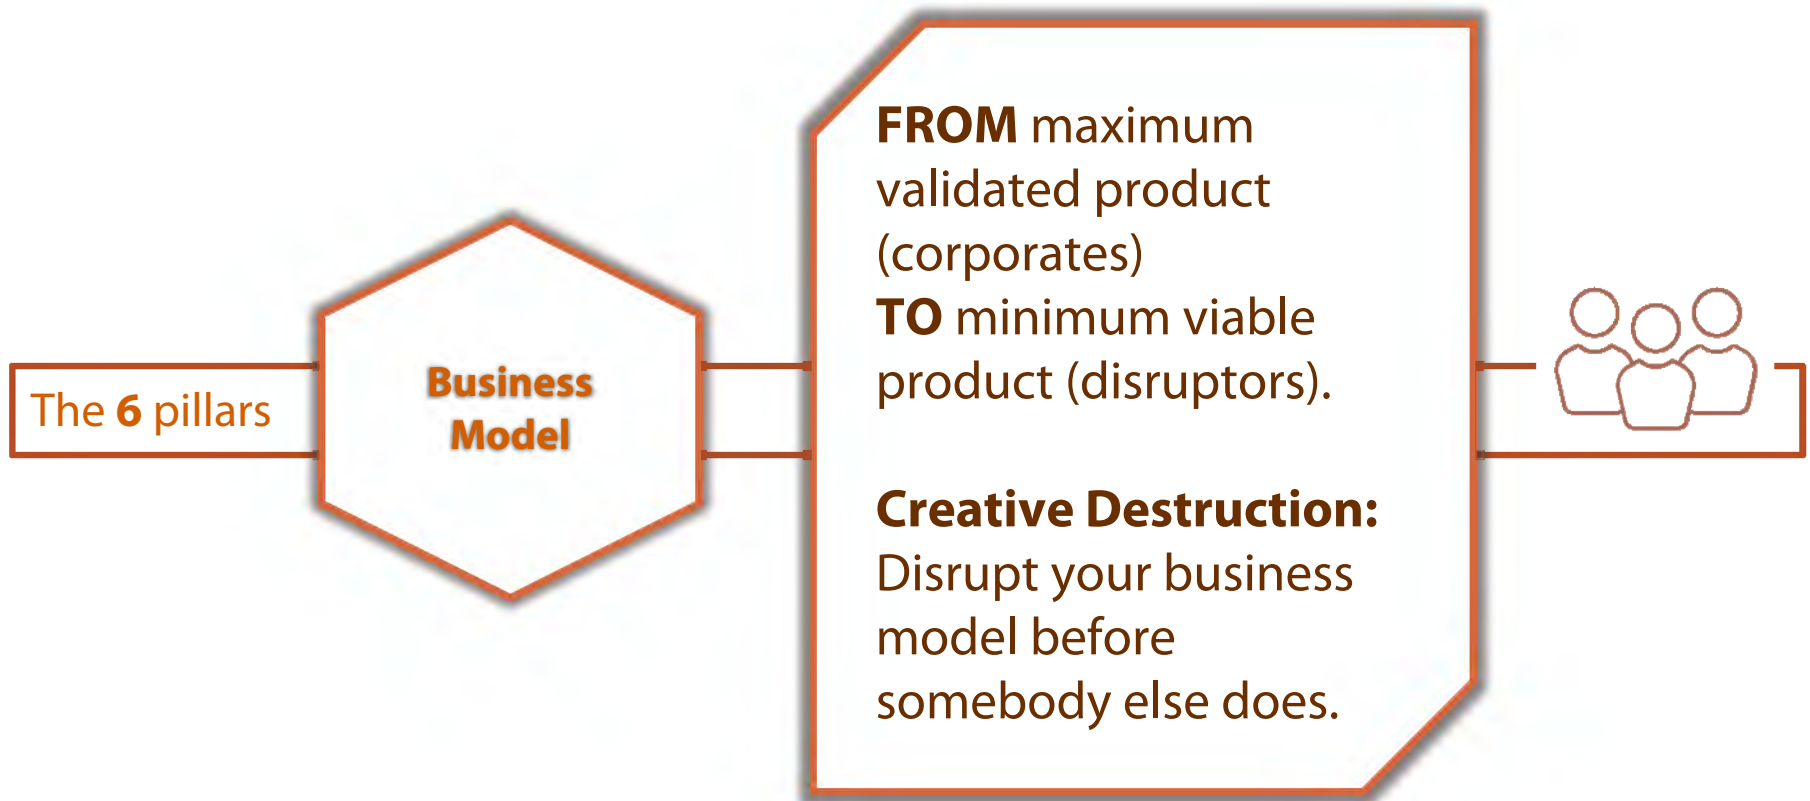 The 6 pillars
Business
Model
FROM maximum
validated product
(corporates)
TO minimum viable
product (disruptors).
Creative Destruction:
Disrupt your business
model before
somebody else does.